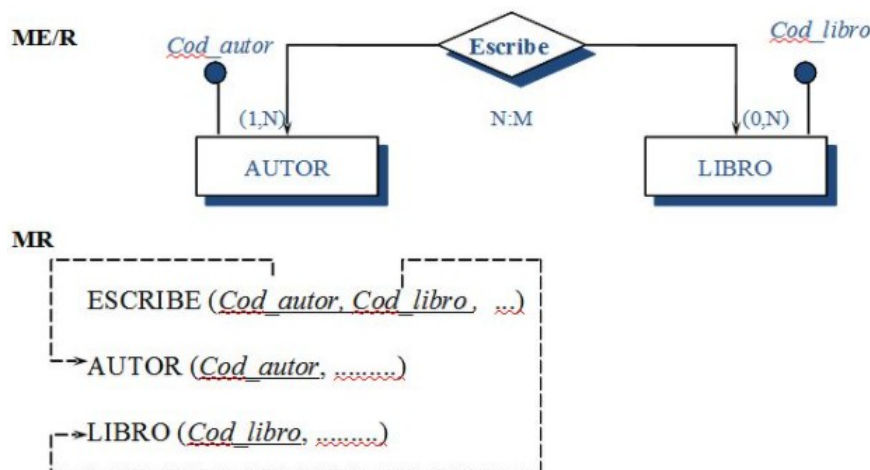 ME/R
Cod_autor
Escribe
Cod_libro
(1,N)
N:M
(0,N)
AUTOR
LIBRO
MR
ESCRIBE (Cod_autor, Cod_libro, ...)
AUTOR (Cod_autor, .........)
LIBRO (Cod_libro, .........)